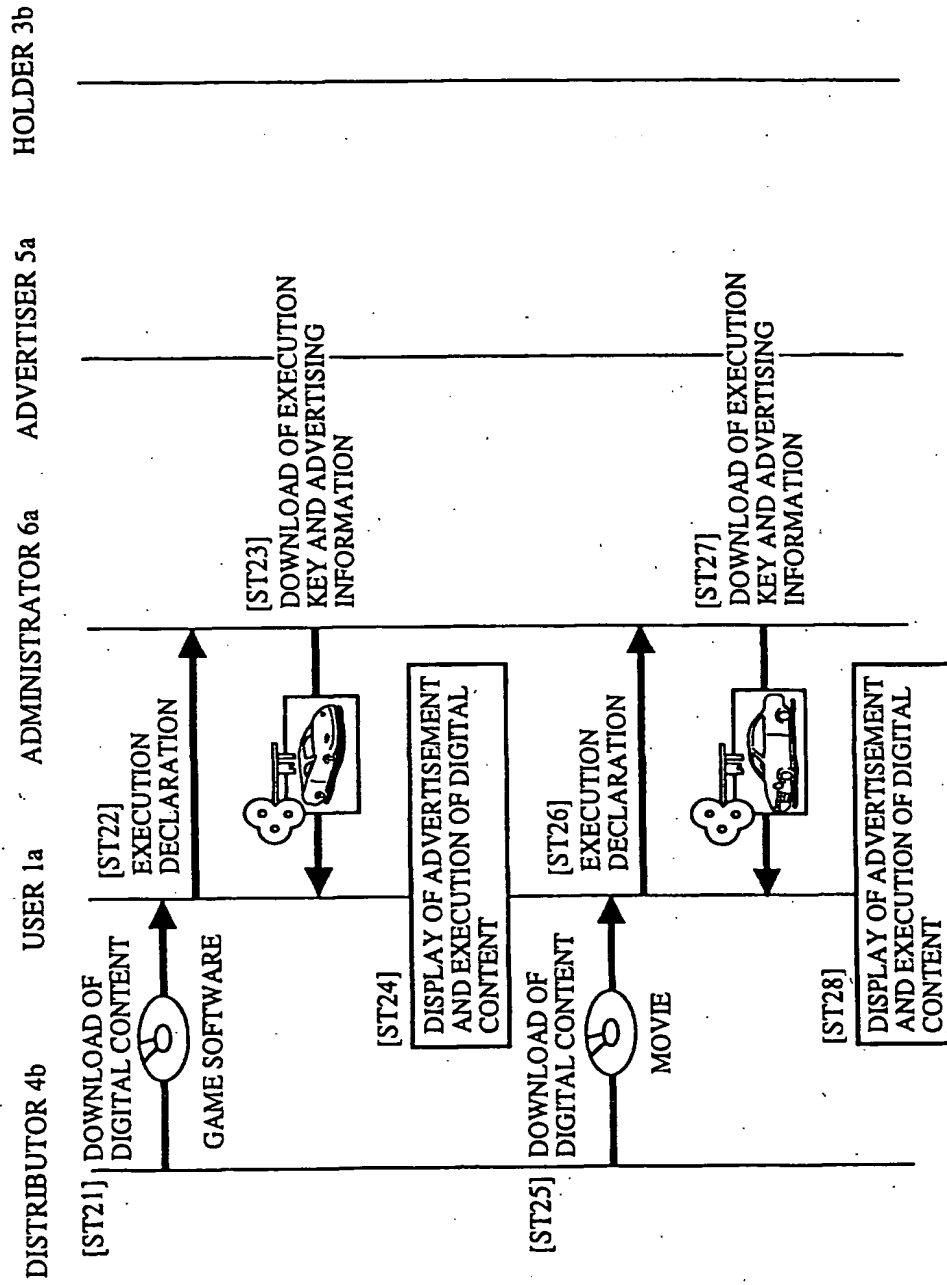 DISTRIBUTOR 4b
USER 1a
ADMINISTRATOR 6a
ADVERTISER 5a
HOLDER 3b
[ST21]
DOWNLOAD OF
DIGITAL CONTENT
GAME SOFTWARE
[ST22]
EXECUTION
DECLARATION
[ST23]
DOWNLOAD OF EXECUTION
KEY AND ADVERTISING
INFORMATION
[ST24]
DISPLAY OF ADVERTISEMENT
AND EXECUTION OF DIGITAL
CONTENT
[ST25]
DOWNLOAD OF
DIGITAL CONTENT
MOVIE
[ST26]
EXECUTION
DECLARATION
[ST27]
DOWNLOAD OF EXECUTION
KEY AND ADVERTISING
INFORMATION
[ST28]
DISPLAY OF ADVERTISEMENT
AND EXECUTION OF DIGITAL
CONTENT